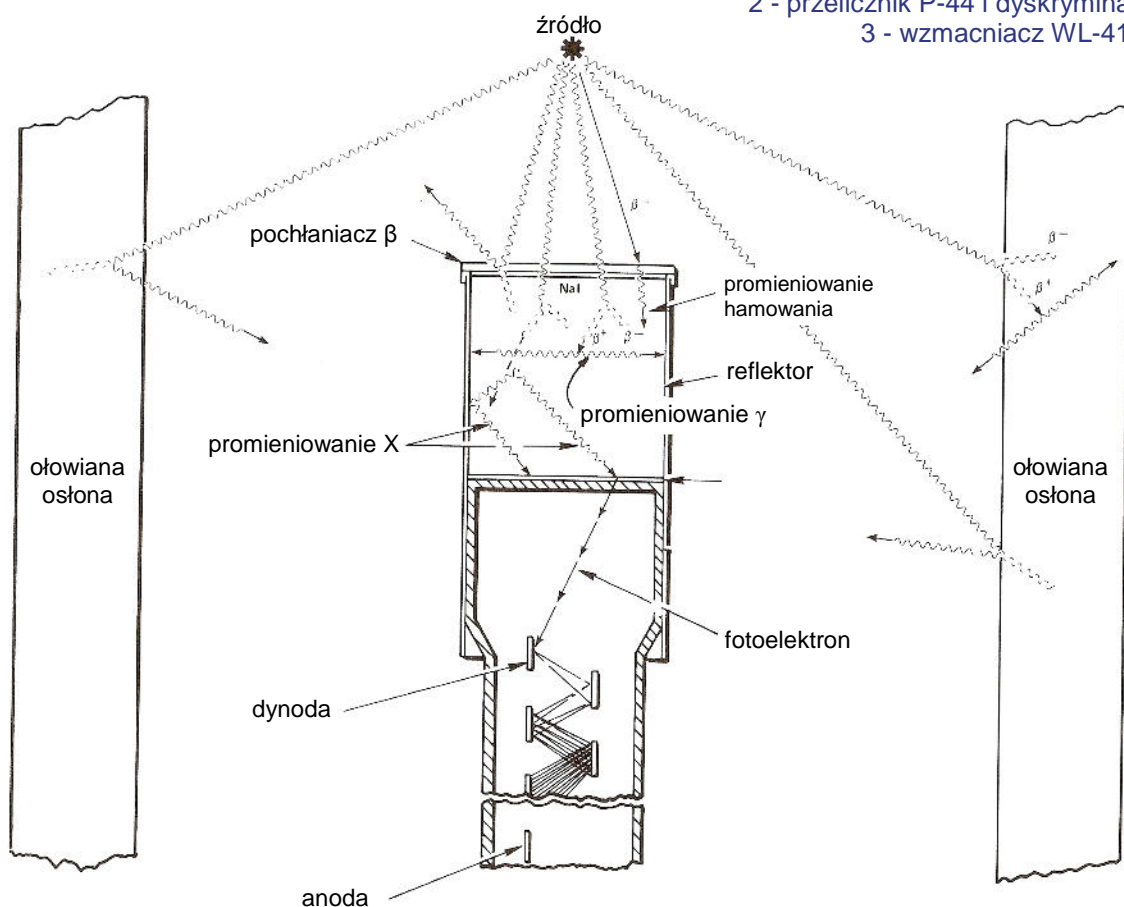 2 - przelicznik P-44 i dyskrymina
3 - wzmacniacz WL-41
źródło
β⁻
pochłaniacz β
β⁻
β⁺
NaI
promieniowanie
hamowania
β⁺
β⁻
reflektor
promieniowanie γ
promieniowanie X
ołowiana
osłona
ołowiana
osłona
fotoelektron
dynoda
anoda